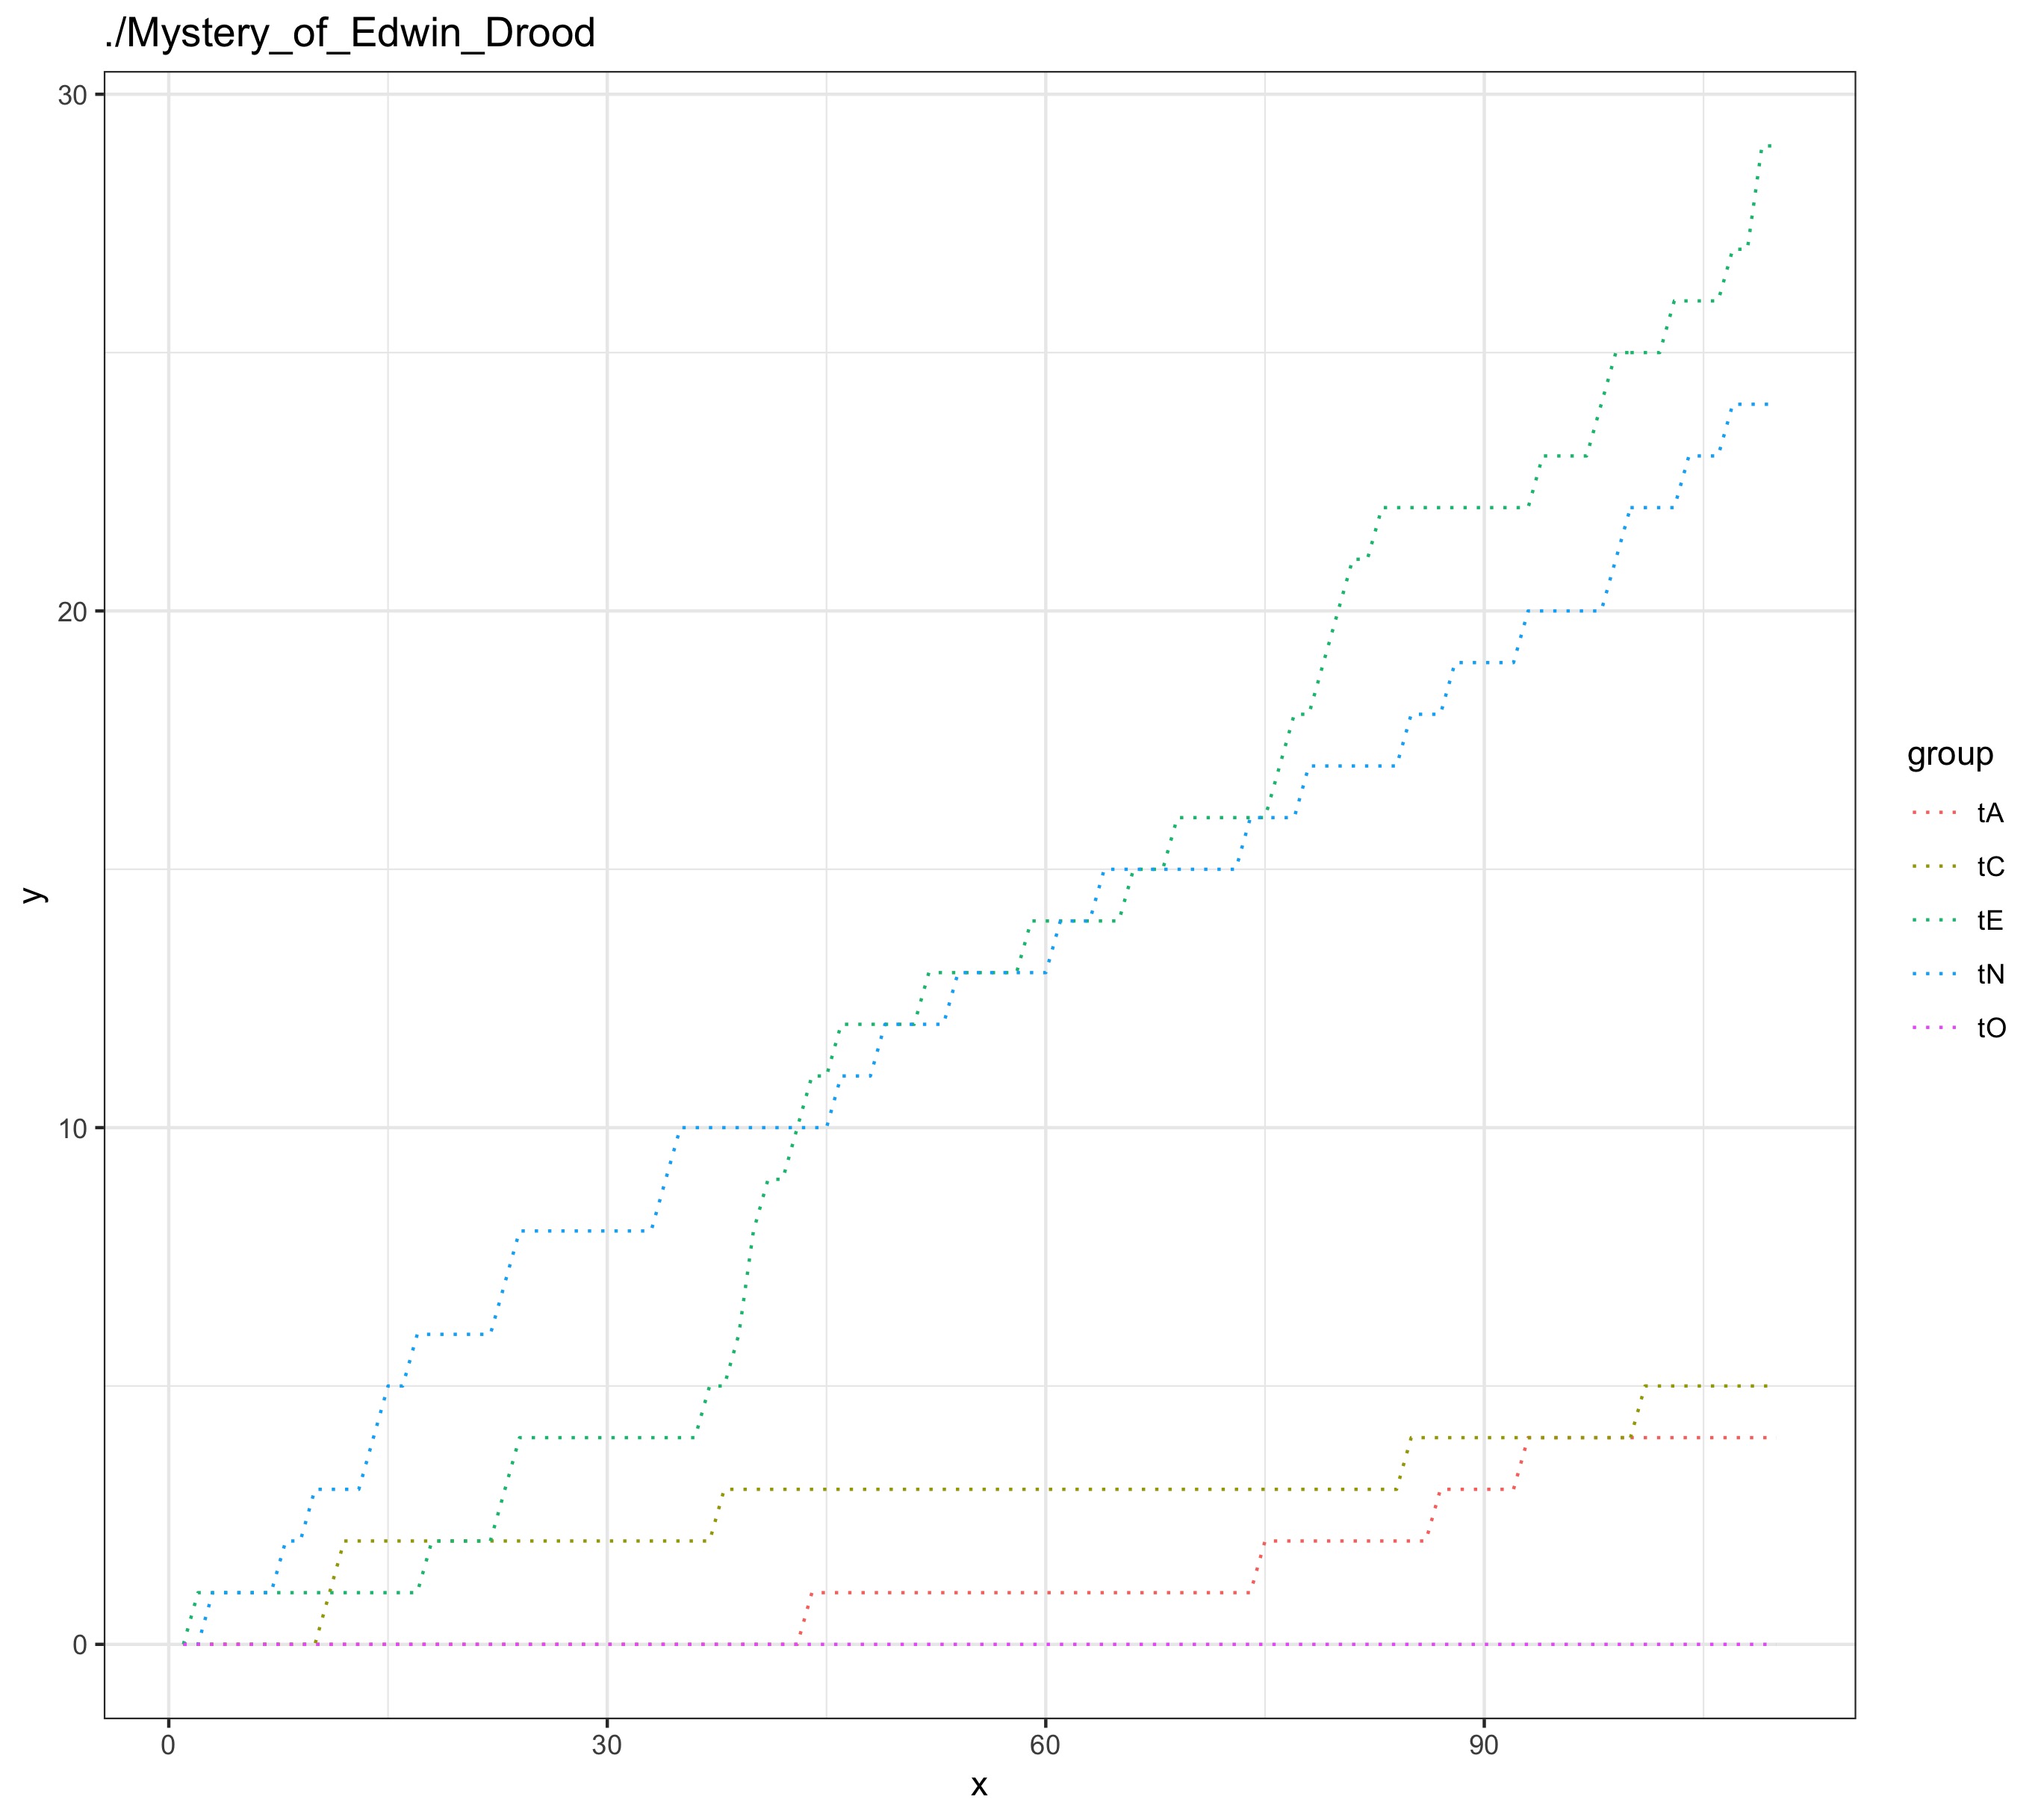 ./Mystery_of_Edwin_Drood
30
20
10
0
y
0 30 60 90
x
group
tA
tC
tE
tN
tO